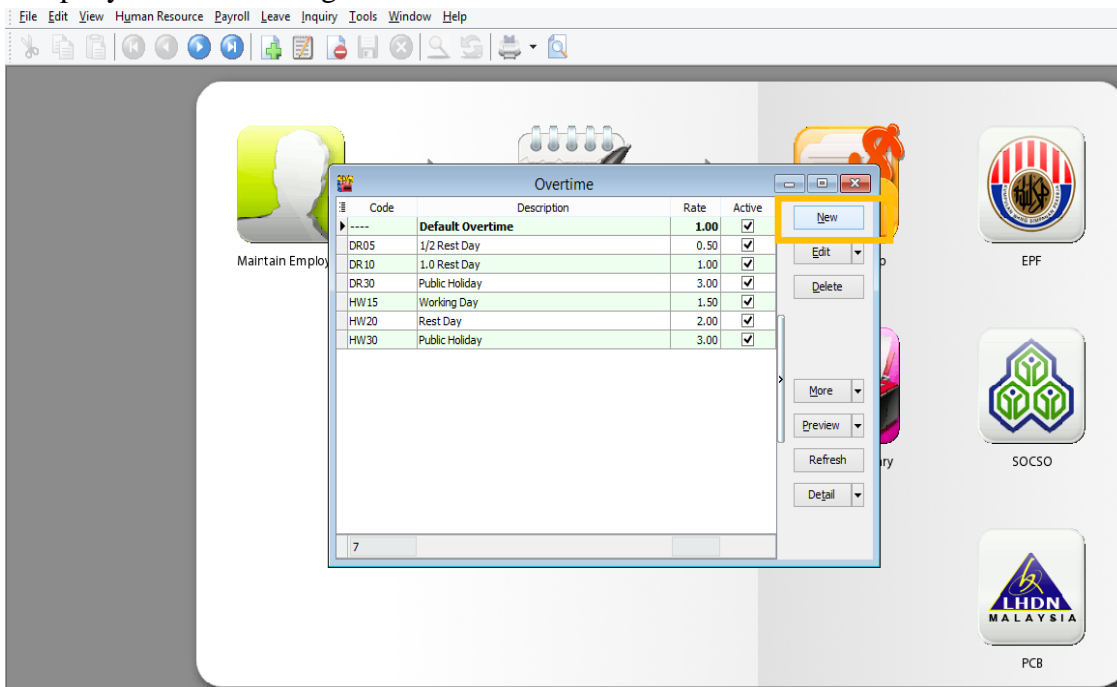 File Edit View Human Resource Payroll Leave Inquiry Tools Window Help
Overtime
Code Description Rate Active
---- Default Overtime 1.00
DR05 1/2 Rest Day 0.50
DR10 1.0 Rest Day 1.00
DR30 Public Holiday 3.00
HW15 Working Day 1.50
HW20 Rest Day 2.00
HW30 Public Holiday 3.00
7
New
Edit
Delete
More
Preview
Refresh
Detail
Maintain Employ
EPF
SOCSO
LHDN
MALAYSIA
PCB